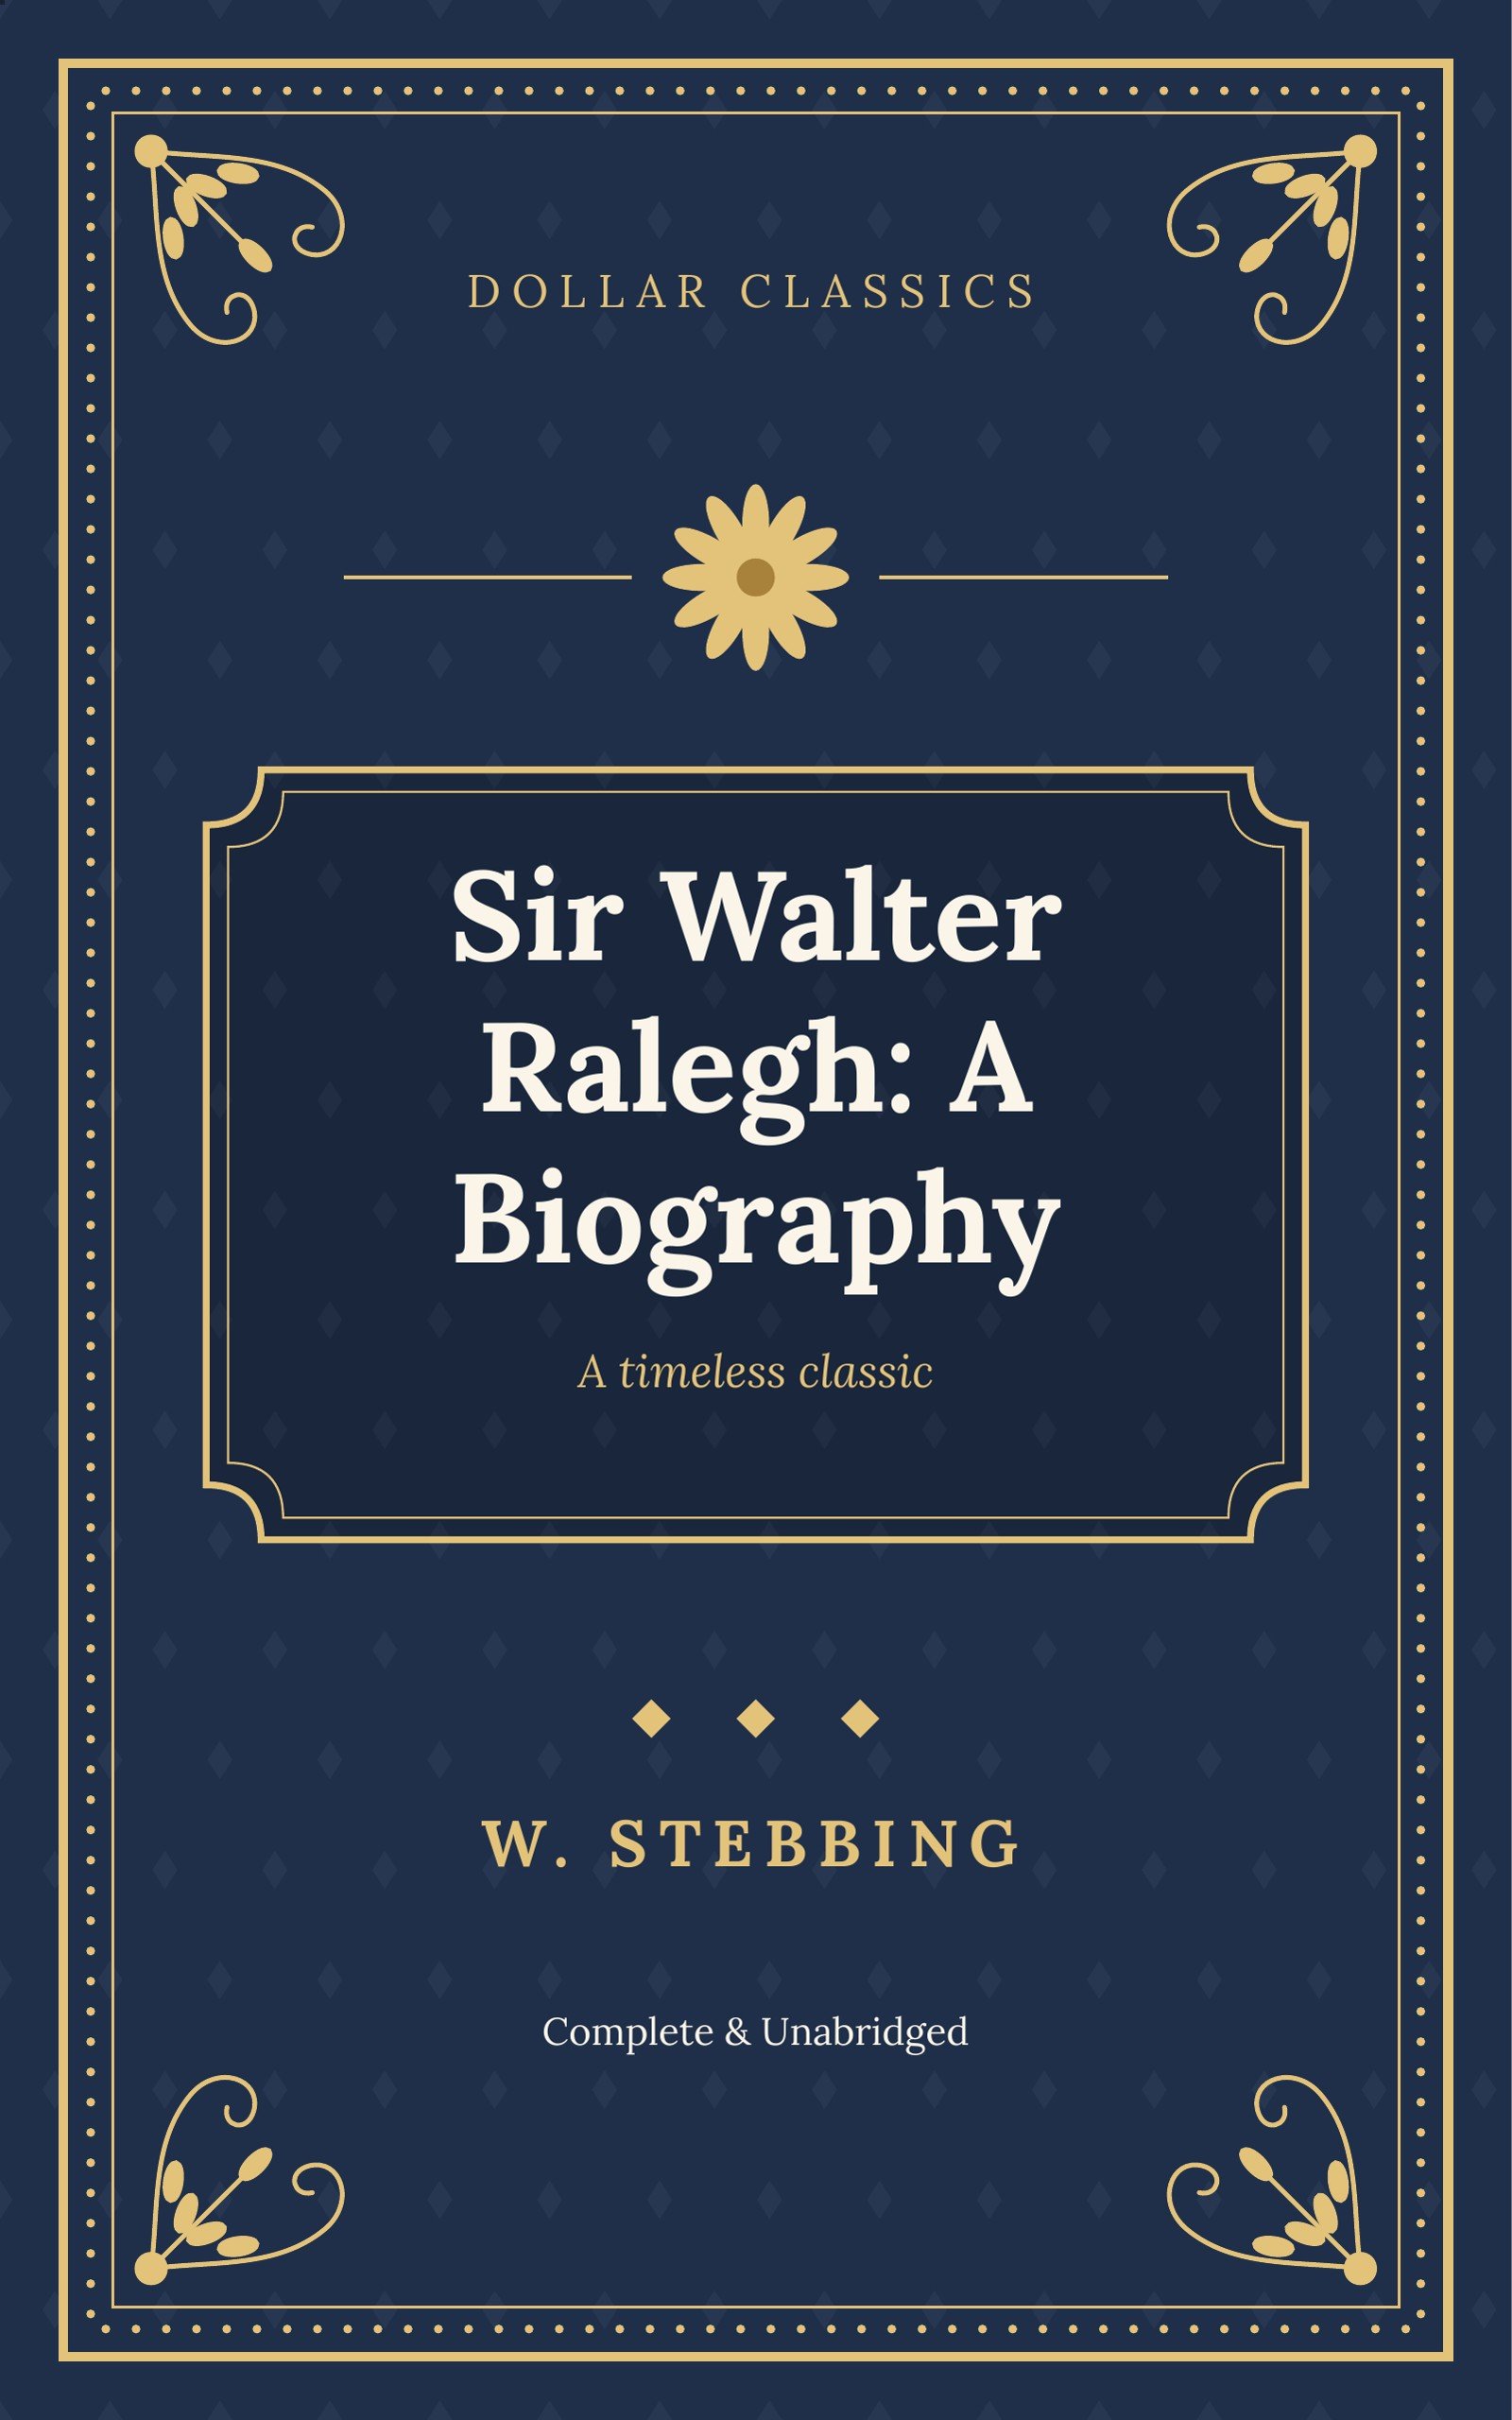 DOLLAR CLASSICS
Sir Walter
Ralegh: A
Biography
A timeless classic
W. STEBBING
Complete & Unabridged